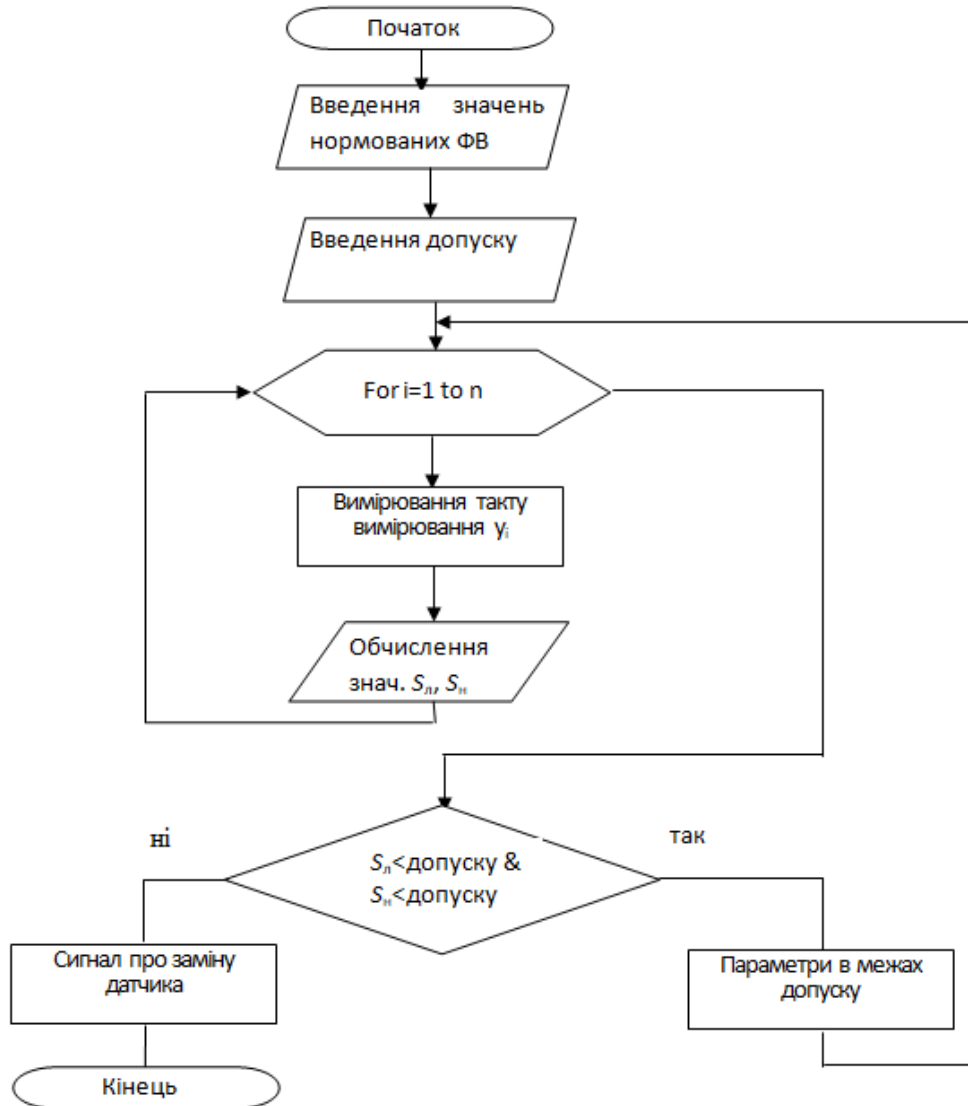 Початок
Введення значень
нормованих ФВ
Введення допуску
For i=1 to n
Вимірювання такту
вимірювання yᵢ
Обчислення
знач. Sл, Sн
ні
так
Sл<допуску &
Sн<допуску
Сигнал про заміну
датчика
Параметри в межах
допуску
Кінець